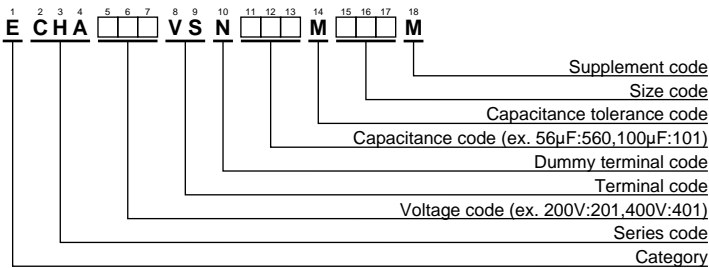 1 2 3 4 5 6 7 8 9 10 11 12 13 14 15 16 17 18
E CHA □□□ VS N □□□ M □□□ M
Supplement code
Size code
Capacitance tolerance code
Capacitance code (ex. 56µF:560,100µF:101)
Dummy terminal code
Terminal code
Voltage code (ex. 200V:201,400V:401)
Series code
Category